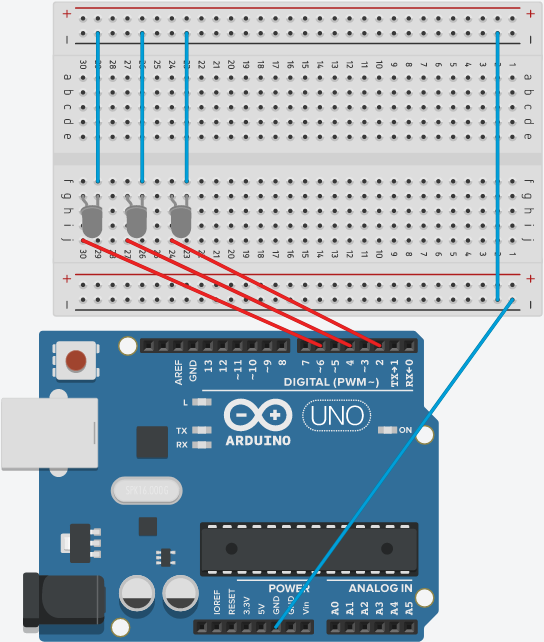 + +
− −
30 29 28 27 26 25 24 23 22 21 20 19 18 17 16 15 14 13 12 11 10 9 8 7 6 5 4 3 2 1
a a
b b
c c
d d
e e
f f
g g
h h
i i
j j
30 29 28 27 26 25 24 23 22 21 20 19 18 17 16 15 14 13 12 11 10 9 8 7 6 5 4 3 2 1
+ +
− −
AREF GND 13 12 ~11 ~10 ~9 8 7 ~6 ~5 4 ~3 2 TX→1 RX←0
DIGITAL (PWM~)
L
TX
RX
ARDUINO
UNO
ON
POWER
ANALOG IN
IOREF RESET 3.3V 5V GND GND Vin A0 A1 A2 A3 A4 A5